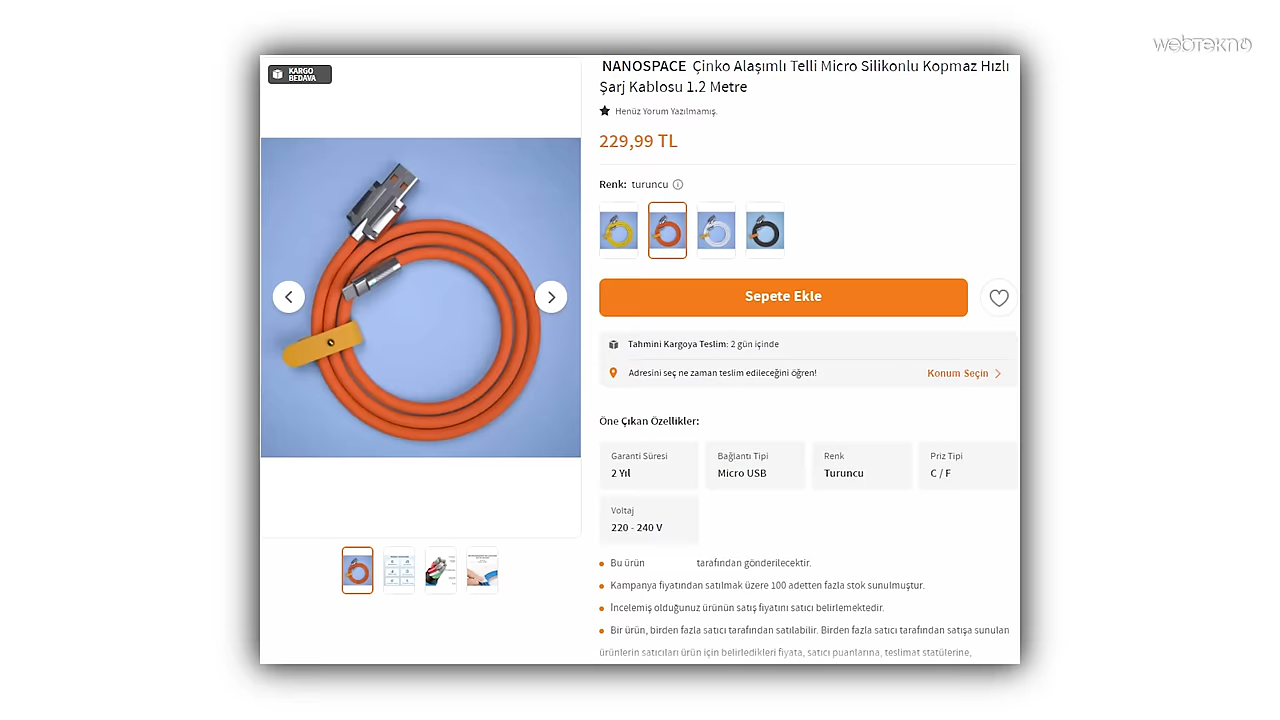 webtekno
KARGO
BEDAVA
NANOSPACE Çinko Alaşımlı Telli Micro Silikonlu Kopmaz Hızlı
Şarj Kablosu 1.2 Metre
Henüz Yorum Yazılmamış.
229,99 TL
Renk: turuncu
Sepete Ekle
Tahmini Kargoya Teslim: 2 gün içinde
Adresini seç ne zaman teslim edileceğini öğren!
Konum Seçin
Öne Çıkan Özellikler:
Garanti Süresi
2 Yıl
Bağlantı Tipi
Micro USB
Renk
Turuncu
Priz Tipi
C / F
Voltaj
220 - 240 V
Bu ürün tarafından gönderilecektir.
Kampanya fiyatından satılmak üzere 100 adetten fazla stok sunulmuştur.
İncelemiş olduğunuz ürünün satış fiyatını satıcı belirlemektedir.
Bir ürün, birden fazla satıcı tarafından satılabilir. Birden fazla satıcı tarafından satışa sunulan
ürünlerin satıcıları ürün için belirledikleri fiyata, satıcı puanlarına, teslimat statülerine,